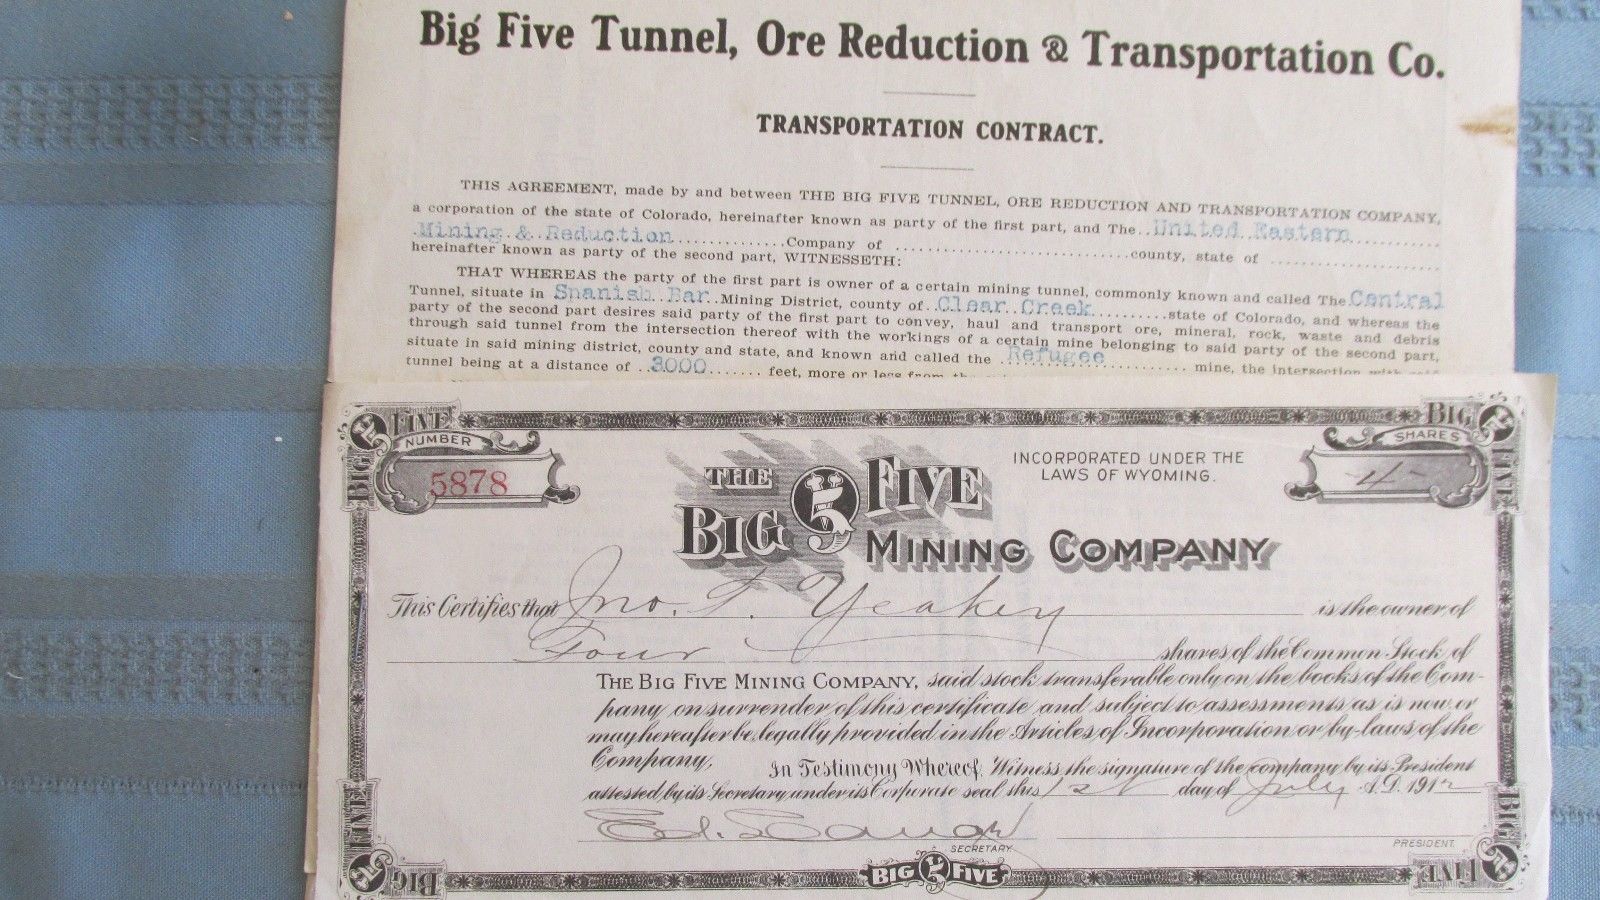 Big Five Tunnel, Ore Reduction & Transportation Co.
TRANSPORTATION CONTRACT.
THIS AGREEMENT, made by and between THE BIG FIVE TUNNEL, ORE REDUCTION AND TRANSPORTATION COMPANY,
a corporation of the state of Colorado, hereinafter known as party of the first part, and The United Eastern
Mining & Reduction Company of county, state of
hereinafter known as party of the second part, WITNESSETH:
THAT WHEREAS the party of the first part is owner of a certain mining tunnel, commonly known and called The Central
Tunnel, situate in Spanish Bar Mining District, county of Clear Creek state of Colorado, and whereas the
party of the second part desires said party of the first part to convey, haul and transport ore, mineral, rock, waste and debris
through said tunnel from the intersection thereof with the workings of a certain mine belonging to said party of the second part,
situate in said mining district, county and state, and known and called the Refugee mine, the intersection with said
tunnel being at a distance of 3000 feet, more or less from the
BIG 5 FIVE
NUMBER
5878
THE BIG 5 FIVE
MINING COMPANY
INCORPORATED UNDER THE
LAWS OF WYOMING.
BIG 5 FIVE
SHARES
4
This Certifies that Jno. T. Yeakey is the owner of
Four shares of the Common Stock of
THE BIG FIVE MINING COMPANY, said stock transferable only on the books of the Com-
pany on surrender of this certificate and subject to assessments as is now or
may hereafter be legally provided in the Articles of Incorporation or by-laws of the
Company.
In Testimony Whereof, Witness the signature of the company by its President
attested by its Secretary under its Corporate seal this 1st day of July A.D. 1912
SECRETARY.
PRESIDENT.
BIG 5 FIVE
BIG 5 FIVE
BIG 5 FIVE